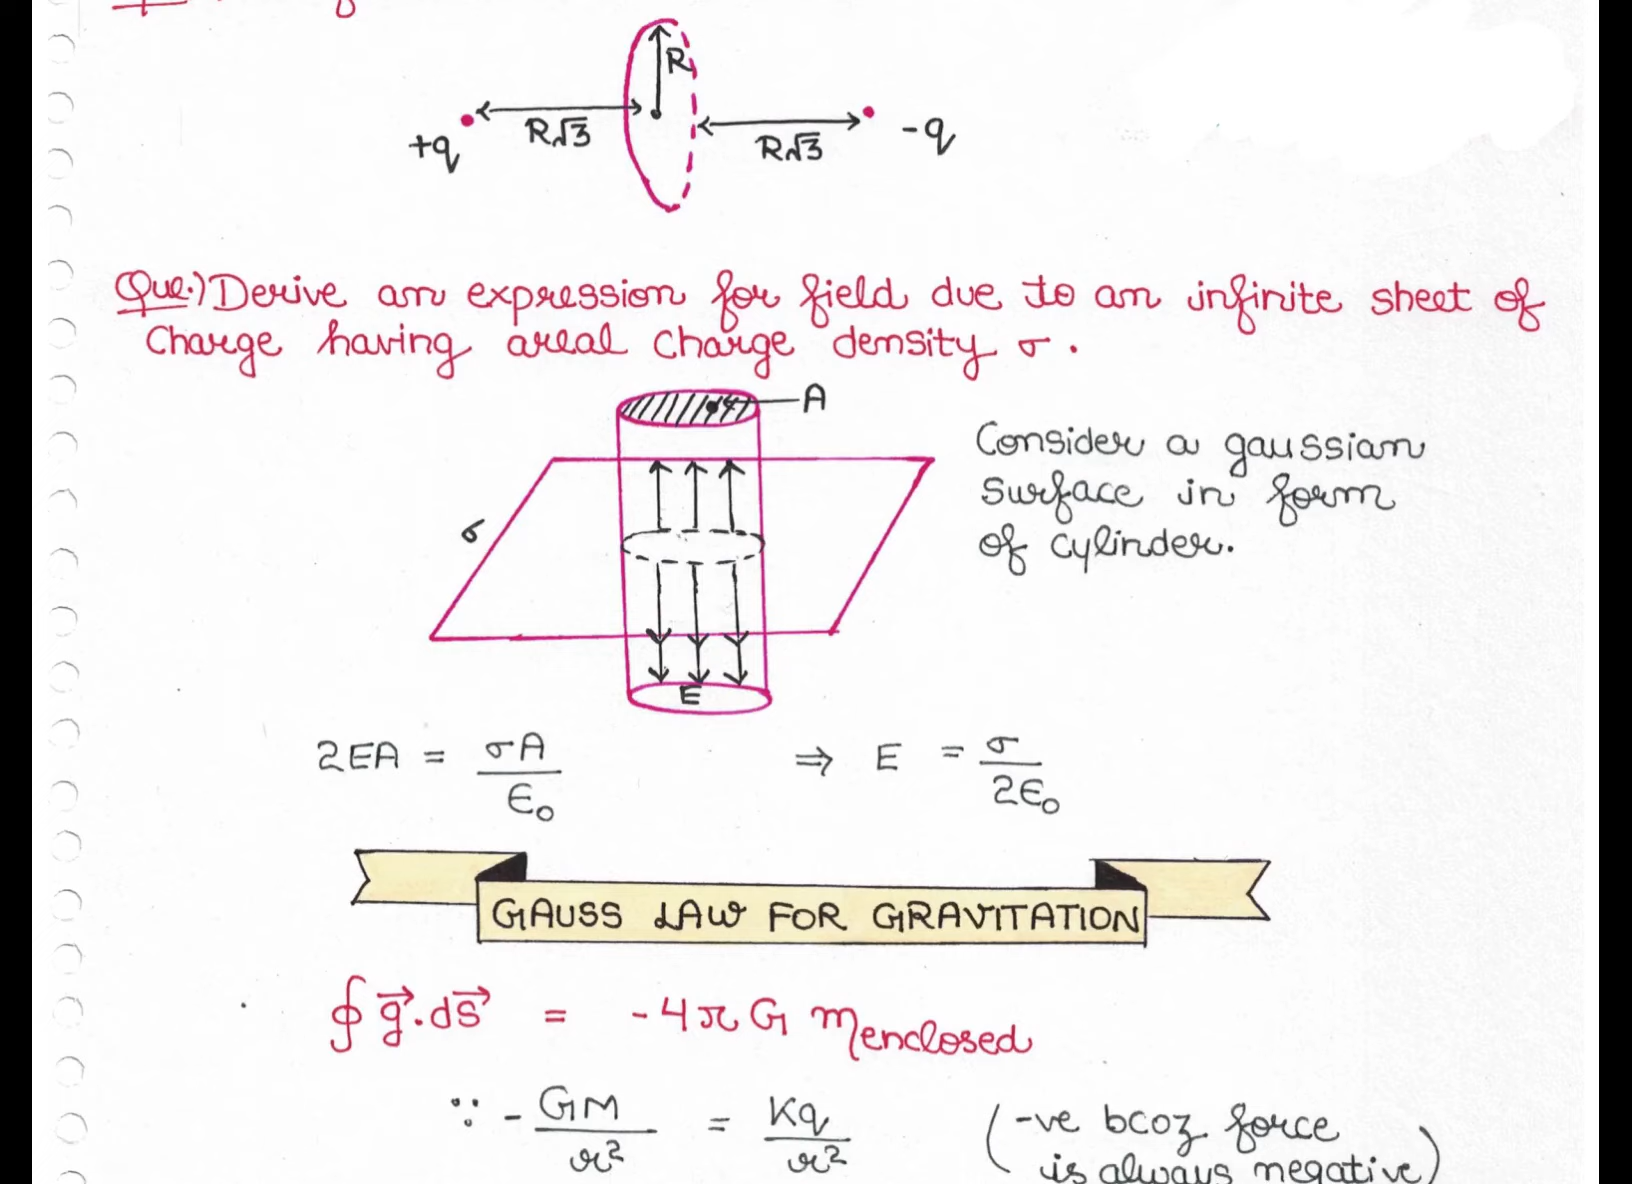 R
R√3
R√3
+q
-q
Que.) Derive an expression for field due to an infinite sheet of
Charge having areal charge density σ.
A
Consider a gaussian
surface in form
of cylinder.
σ
E
2EA = σA/ϵ₀ ⇒ E = σ/2ϵ₀
GAUSS LAW FOR GRAVITATION
∮ g⃗.ds⃗ = -4π G m_enclosed
∵ - GM/r² = Kq/r² (-ve bcoz force
is always negative)